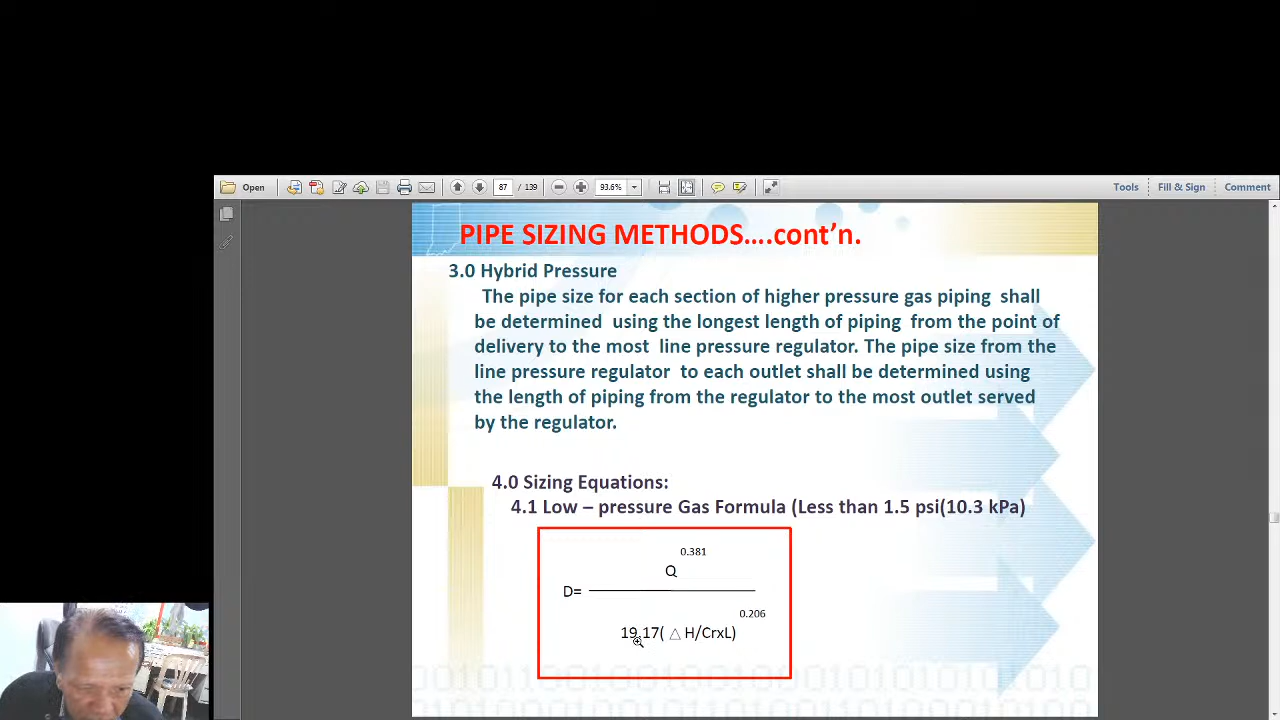 Open
87
/ 139
93.6%
Tools
Fill & Sign
Comment
PIPE SIZING METHODS....cont'n.
3.0 Hybrid Pressure
The pipe size for each section of higher pressure gas piping shall
be determined using the longest length of piping from the point of
delivery to the most line pressure regulator. The pipe size from the
line pressure regulator to each outlet shall be determined using
the length of piping from the regulator to the most outlet served
by the regulator.
4.0 Sizing Equations:
4.1 Low – pressure Gas Formula (Less than 1.5 psi(10.3 kPa)
0.381
Q
D=
0.206
19.17( △ H/CrxL)